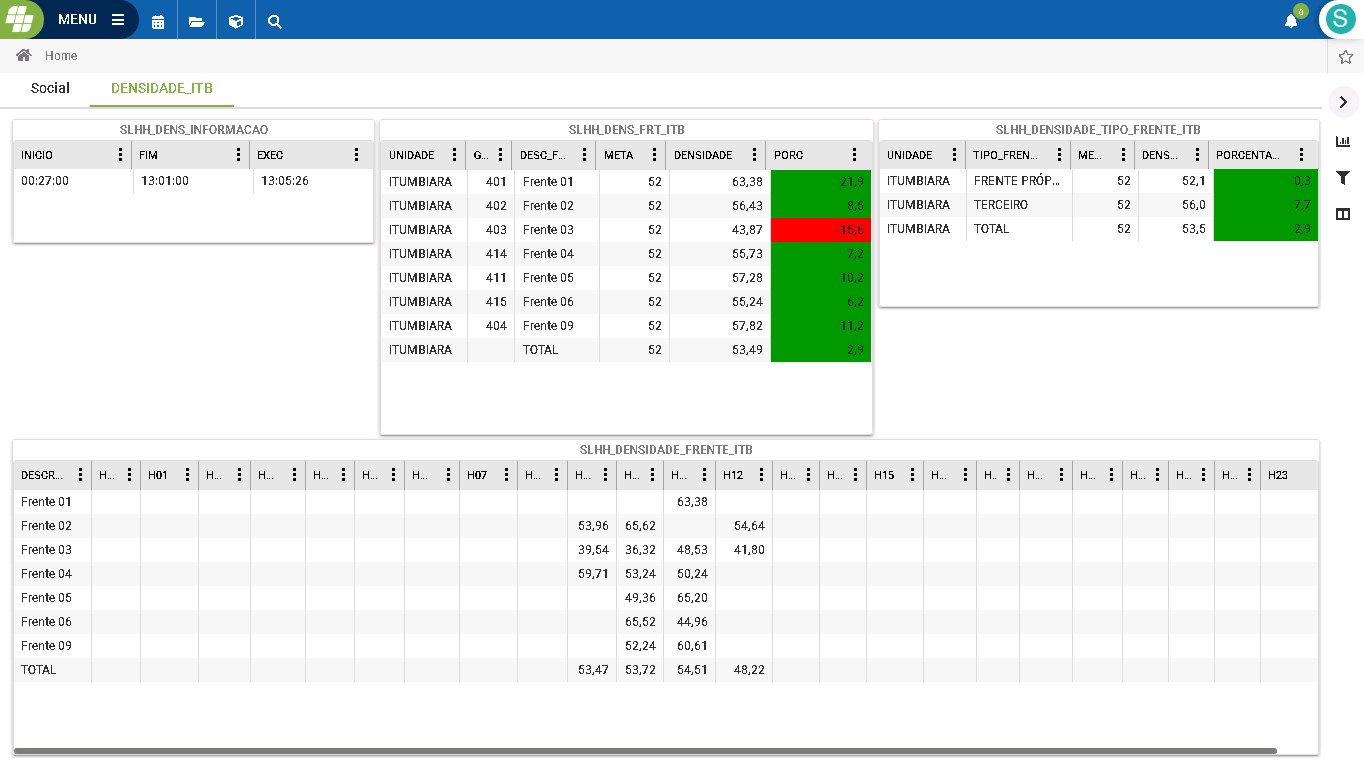 MENU
0
S
Home
Social DENSIDADE_ITB
SLHH_DENS_INFORMACAO
INICIO FIM EXEC
00:27:00 13:01:00 13:05:26
SLHH_DENS_FRT_ITB
UNIDADE G... DESC_F... META DENSIDADE PORC
ITUMBIARA 401 Frente 01 52 63,38 21,9
ITUMBIARA 402 Frente 02 52 56,43 8,5
ITUMBIARA 403 Frente 03 52 43,87 -15,6
ITUMBIARA 414 Frente 04 52 55,73 7,2
ITUMBIARA 411 Frente 05 52 57,28 10,2
ITUMBIARA 415 Frente 06 52 55,24 6,2
ITUMBIARA 404 Frente 09 52 57,82 11,2
ITUMBIARA TOTAL 52 53,49 2,9
SLHH_DENSIDADE_TIPO_FRENTE_ITB
UNIDADE TIPO_FREN... ME... DENS... PORCENTA...
ITUMBIARA FRENTE PRÓP... 52 52,1 0,3
ITUMBIARA TERCEIRO 52 56,0 7,7
ITUMBIARA TOTAL 52 53,5 2,9
SLHH_DENSIDADE_FRENTE_ITB
DESCR... H... H01 H... H... H... H... H... H07 H... H... H... H... H12 H... H... H15 H... H... H... H... H... H... H... H23
Frente 01 63,38
Frente 02 53,96 65,62 54,64
Frente 03 39,54 36,32 48,53 41,80
Frente 04 59,71 53,24 50,24
Frente 05 49,36 65,20
Frente 06 65,52 44,96
Frente 09 52,24 60,61
TOTAL 53,47 53,72 54,51 48,22